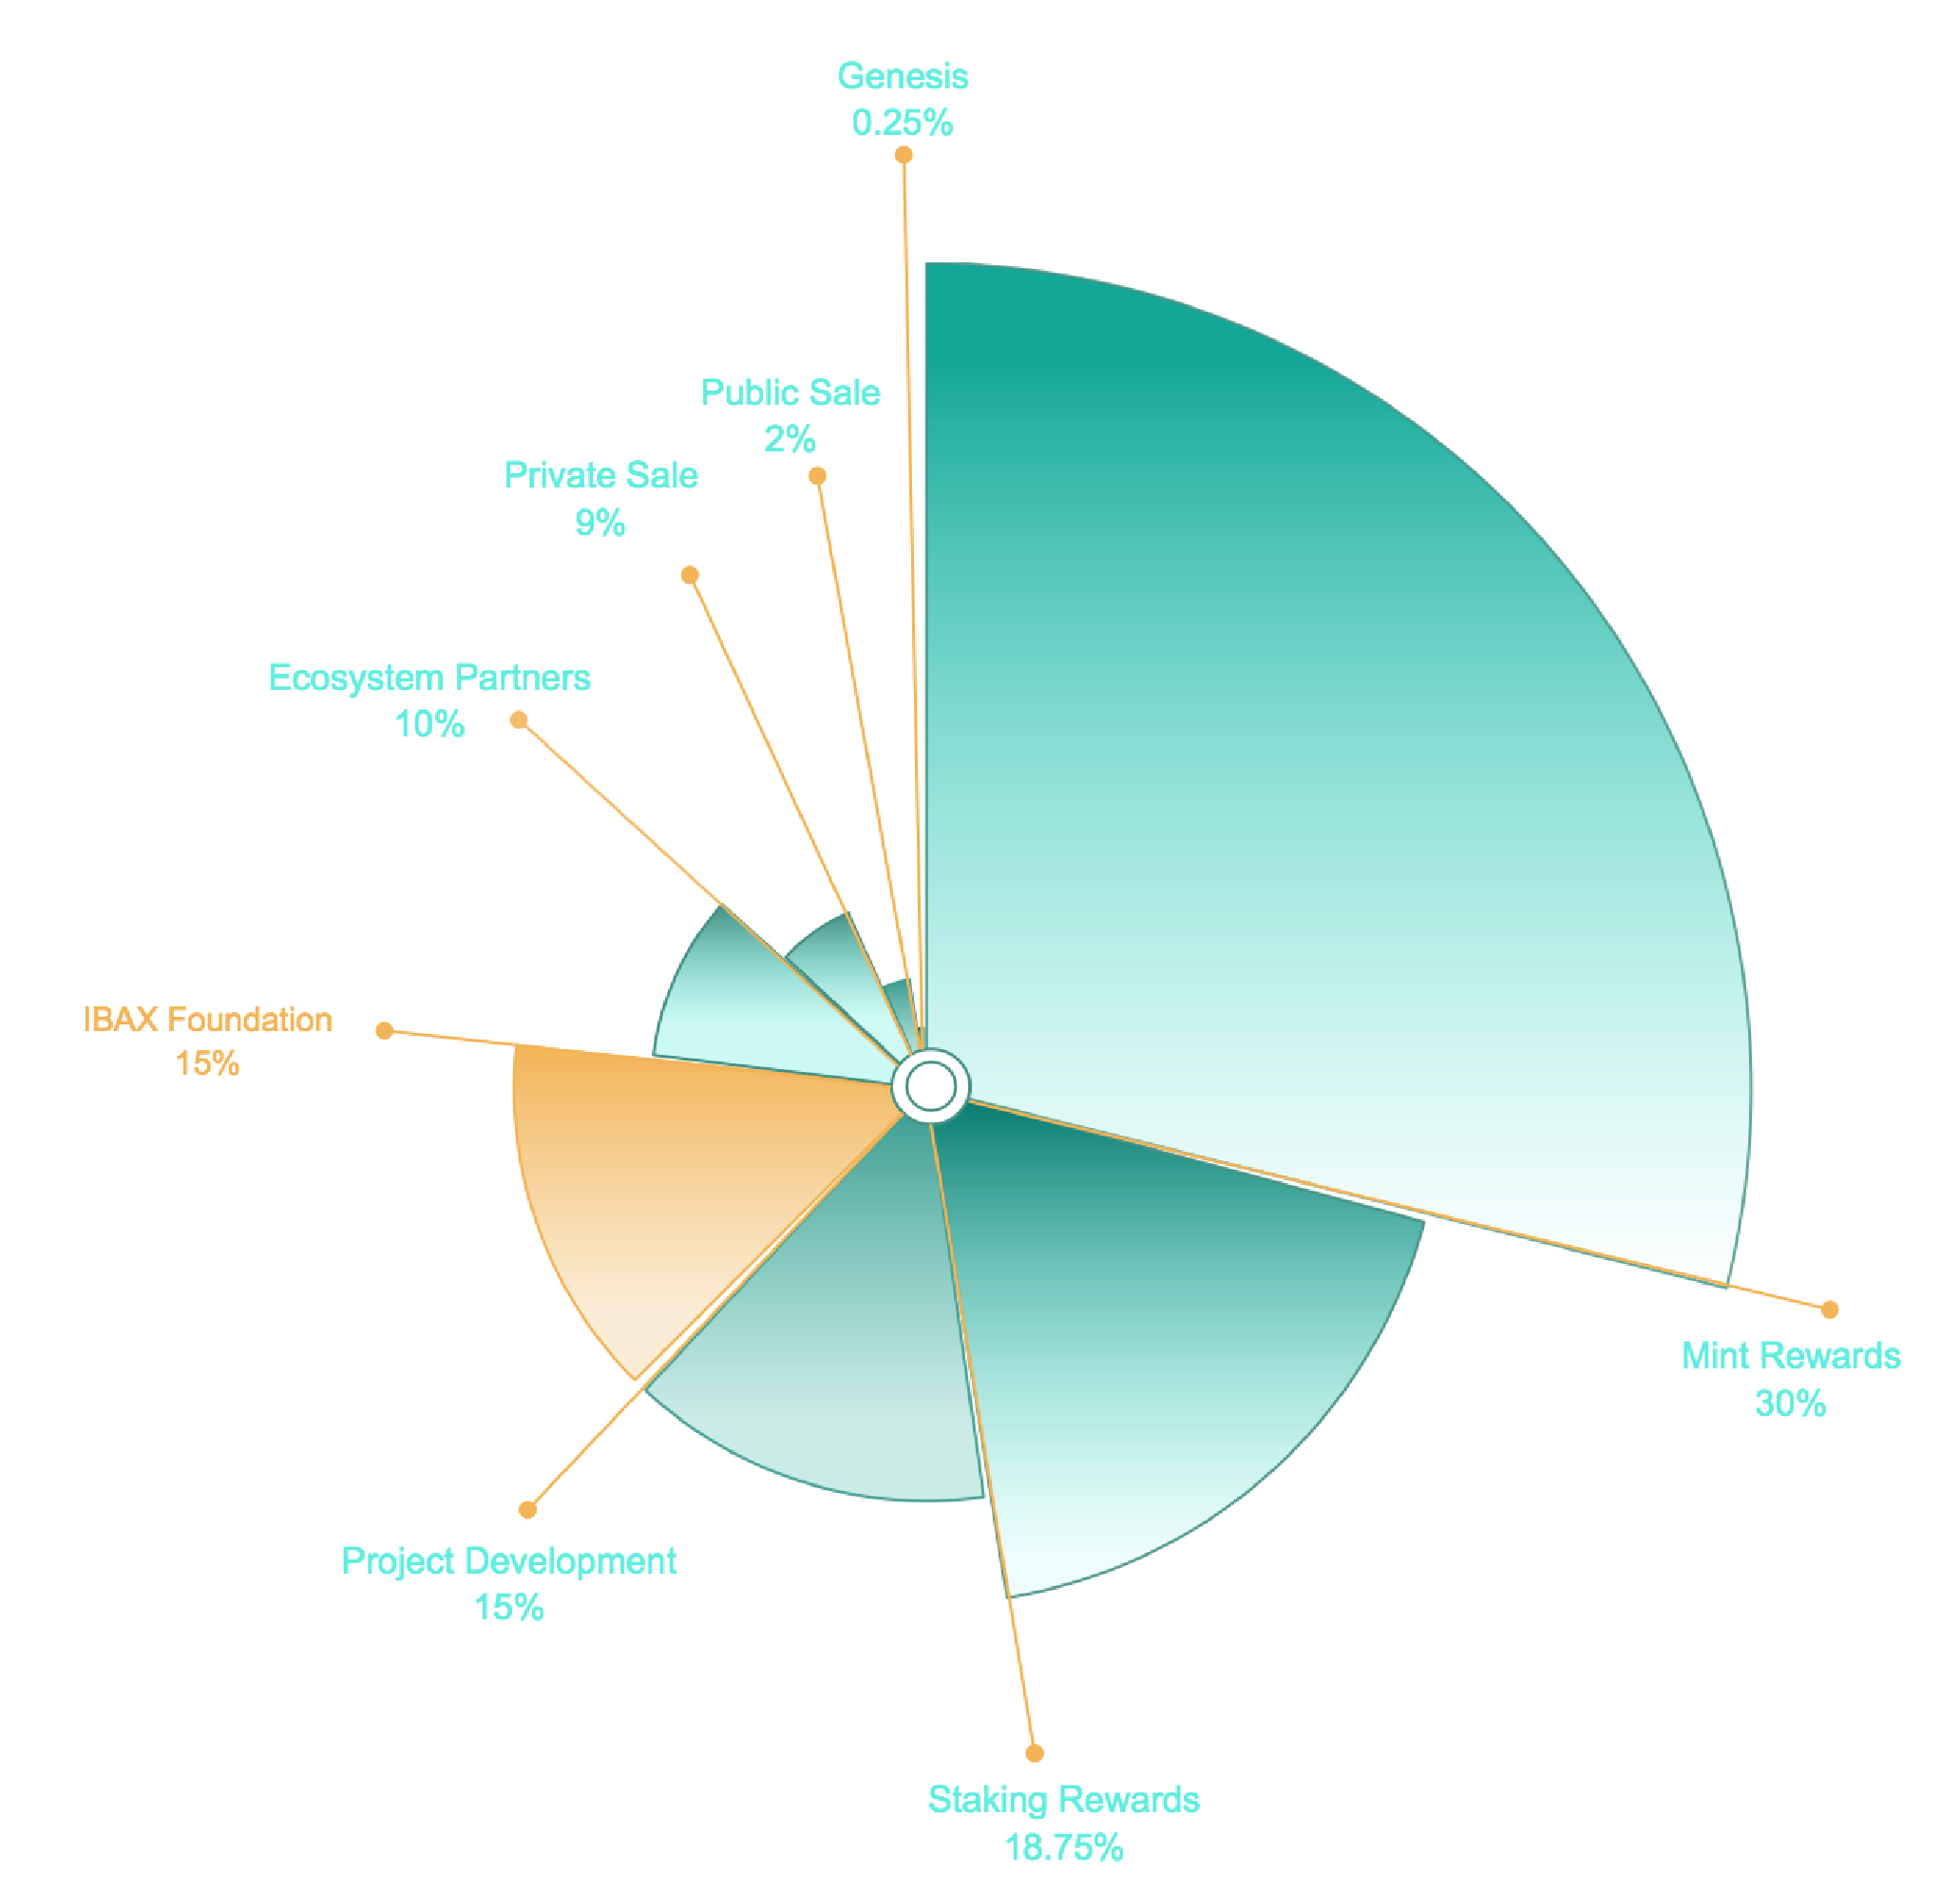 Genesis
0.25%
Public Sale
2%
Private Sale
9%
Ecosystem Partners
10%
IBAX Foundation
15%
Mint Rewards
30%
Project Development
15%
Staking Rewards
18.75%